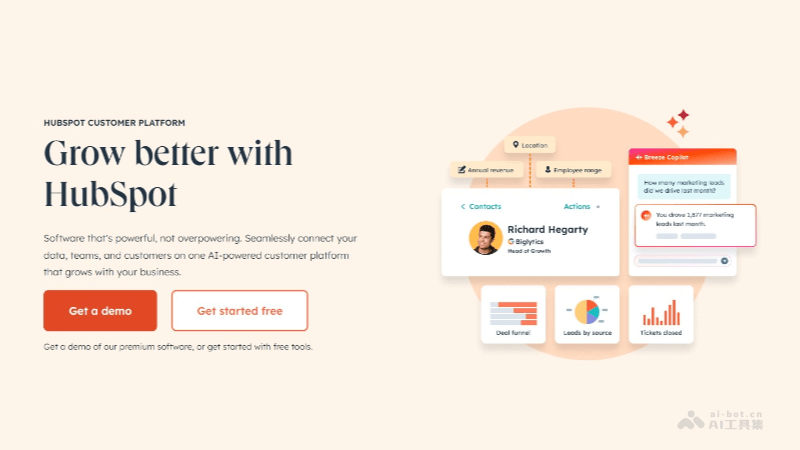 HUBSPOT CUSTOMER PLATFORM
Grow better with
HubSpot
Software that's powerful, not overpowering. Seamlessly connect your
data, teams, and customers on one AI-powered customer platform
that grows with your business.
Get a demo
Get started free
Get a demo of our premium software, or get started with free tools.
Location
Annual revenue
Employee range
Contacts
Actions
Richard Hegarty
Biglytics
Head of Growth
Breeze Copilot
How many marketing leads
did we drive last month?
You drove 1,877 marketing
leads last month.
Deal funnel
Leads by source
Tickets closed
ai-bot.cn
AI工具集